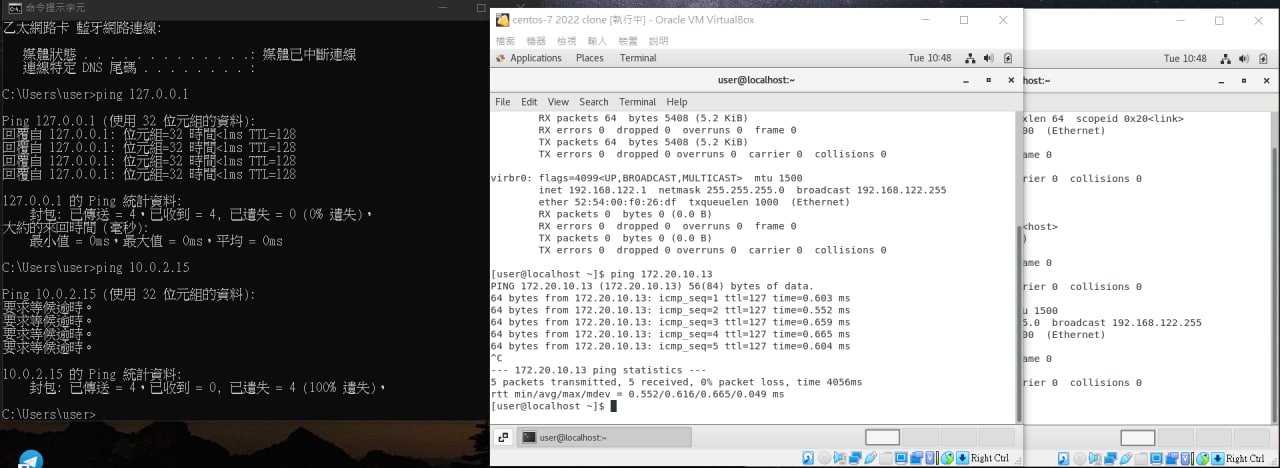 命令提示字元
乙太網路卡 藍牙網路連線:
媒體狀態 . . . . . . . . . . . . .: 媒體已中斷連線
連線特定 DNS 尾碼 . . . . . . . . :
C:\Users\user>ping 127.0.0.1
Ping 127.0.0.1 (使用 32 位元組的資料):
回覆自 127.0.0.1: 位元組=32 時間<1ms TTL=128
回覆自 127.0.0.1: 位元組=32 時間<1ms TTL=128
回覆自 127.0.0.1: 位元組=32 時間<1ms TTL=128
回覆自 127.0.0.1: 位元組=32 時間<1ms TTL=128
127.0.0.1 的 Ping 統計資料:
封包: 已傳送 = 4，已收到 = 4, 已遺失 = 0 (0% 遺失)，
大約的來回時間 (毫秒):
最小值 = 0ms，最大值 = 0ms，平均 = 0ms
C:\Users\user>ping 10.0.2.15
Ping 10.0.2.15 (使用 32 位元組的資料):
要求等候逾時。
要求等候逾時。
要求等候逾時。
要求等候逾時。
10.0.2.15 的 Ping 統計資料:
封包: 已傳送 = 4，已收到 = 0, 已遺失 = 4 (100% 遺失)，
C:\Users\user>
centos-7 2022 clone [執行中] - Oracle VM VirtualBox
檔案 機器 檢視 輸入 裝置 說明
Applications Places Terminal Tue 10:48
user@localhost:~
File Edit View Search Terminal Help
RX packets 64 bytes 5408 (5.2 KiB)
RX errors 0 dropped 0 overruns 0 frame 0
TX packets 64 bytes 5408 (5.2 KiB)
TX errors 0 dropped 0 overruns 0 carrier 0 collisions 0
virbr0: flags=4099<UP,BROADCAST,MULTICAST> mtu 1500
inet 192.168.122.1 netmask 255.255.255.0 broadcast 192.168.122.255
ether 52:54:00:f0:26:df txqueuelen 1000 (Ethernet)
RX packets 0 bytes 0 (0.0 B)
RX errors 0 dropped 0 overruns 0 frame 0
TX packets 0 bytes 0 (0.0 B)
TX errors 0 dropped 0 overruns 0 carrier 0 collisions 0
[user@localhost ~]$ ping 172.20.10.13
PING 172.20.10.13 (172.20.10.13) 56(84) bytes of data.
64 bytes from 172.20.10.13: icmp_seq=1 ttl=127 time=0.603 ms
64 bytes from 172.20.10.13: icmp_seq=2 ttl=127 time=0.552 ms
64 bytes from 172.20.10.13: icmp_seq=3 ttl=127 time=0.659 ms
64 bytes from 172.20.10.13: icmp_seq=4 ttl=127 time=0.665 ms
64 bytes from 172.20.10.13: icmp_seq=5 ttl=127 time=0.604 ms
^C
--- 172.20.10.13 ping statistics ---
5 packets transmitted, 5 received, 0% packet loss, time 4056ms
rtt min/avg/max/mdev = 0.552/0.616/0.665/0.049 ms
[user@localhost ~]$
user@localhost:~
Right Ctrl
Tue 10:48
host:~
xlen 64 scopeid 0x20<link>
00 (Ethernet)
ame 0
rier 0 collisions 0
<host>
)
ame 0
rier 0 collisions 0
u 1500
5.0 broadcast 192.168.122.255
00 (Ethernet)
ame 0
rier 0 collisions 0
Right Ctrl